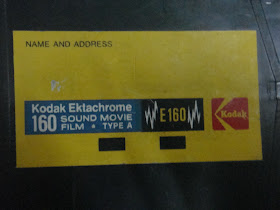 NAME AND ADDRESS
Kodak Ektachrome
160 SOUND MOVIE
FILM • TYPE A
E160
Kodak